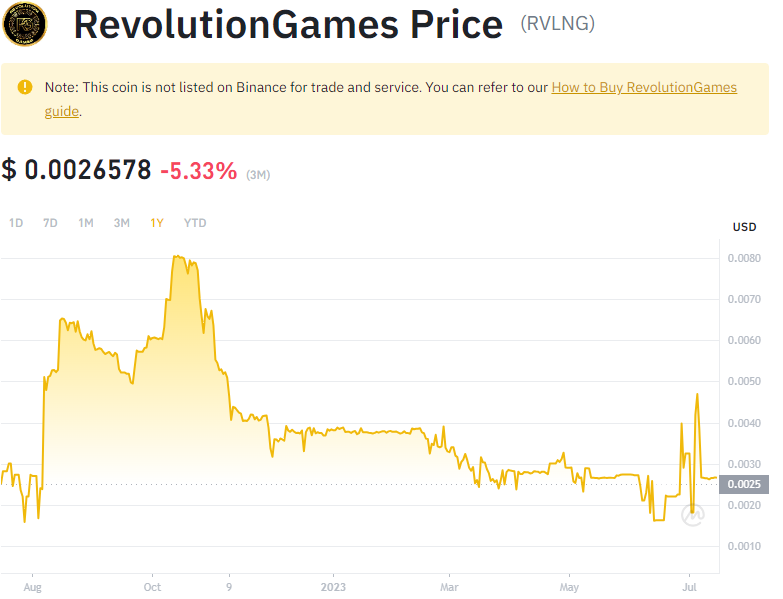 RevolutionGames Price (RVLNG)
Note: This coin is not listed on Binance for trade and service. You can refer to our How to Buy RevolutionGames
guide.
$ 0.0026578 -5.33% (3M)
1D 7D 1M 3M 1Y YTD
USD
0.0080
0.0070
0.0060
0.0050
0.0040
0.0030
0.0025
0.0020
0.0010
Aug Oct 9 2023 Mar May Jul